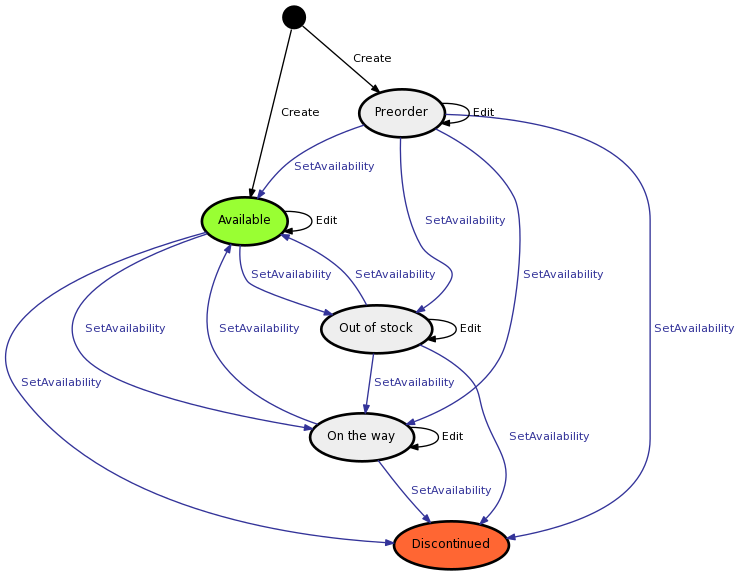 Create
Preorder
Edit
Create
SetAvailability
Available
Edit
SetAvailability
SetAvailability
SetAvailability
SetAvailability
SetAvailability
SetAvailability
Out of stock
Edit
SetAvailability
SetAvailability
SetAvailability
On the way
Edit
SetAvailability
SetAvailability
Discontinued